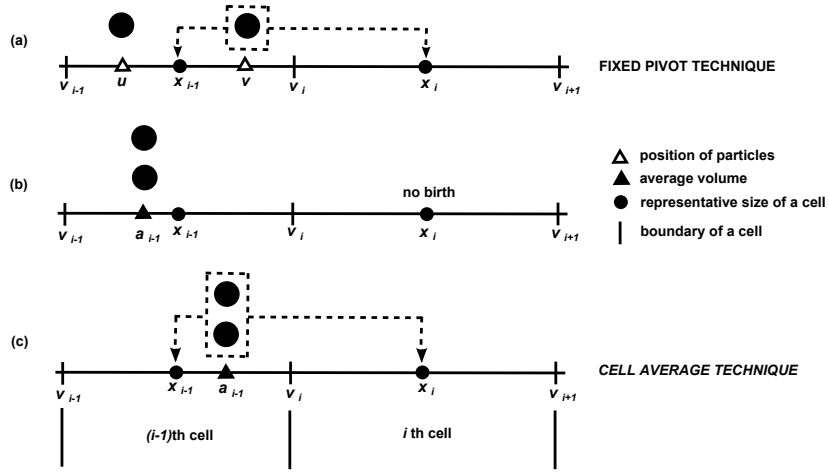 (a)
v i-1 u x i-1 v v i x i v i+1
FIXED PIVOT TECHNIQUE
(b)
no birth
v i-1 a i-1 x i-1 v i x i v i+1
position of particles
average volume
representative size of a cell
boundary of a cell
(c)
v i-1 x i-1 a i-1 v i x i v i+1
CELL AVERAGE TECHNIQUE
(i-1)th cell
i th cell